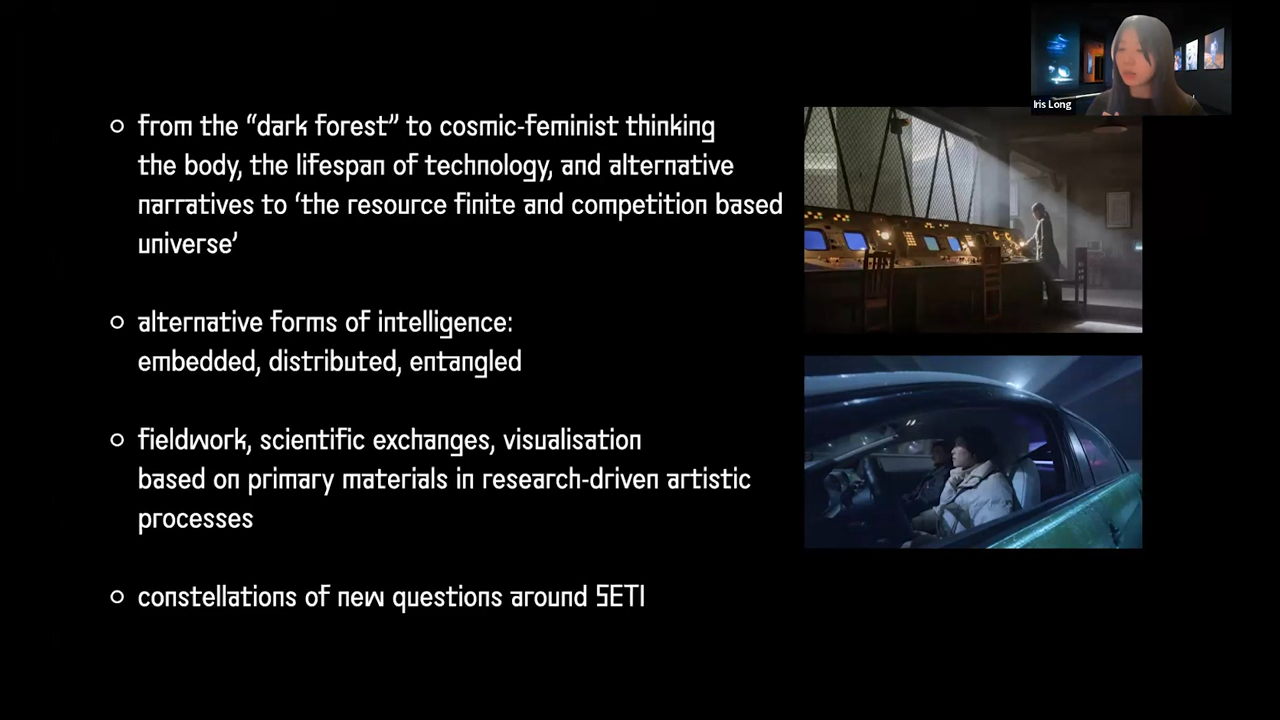 Iris Long
from the “dark forest” to cosmic-feminist thinking
the body, the lifespan of technology, and alternative
narratives to ‘the resource finite and competition based
universe’
alternative forms of intelligence:
embedded, distributed, entangled
fieldwork, scientific exchanges, visualisation
based on primary materials in research-driven artistic
processes
constellations of new questions around SETI